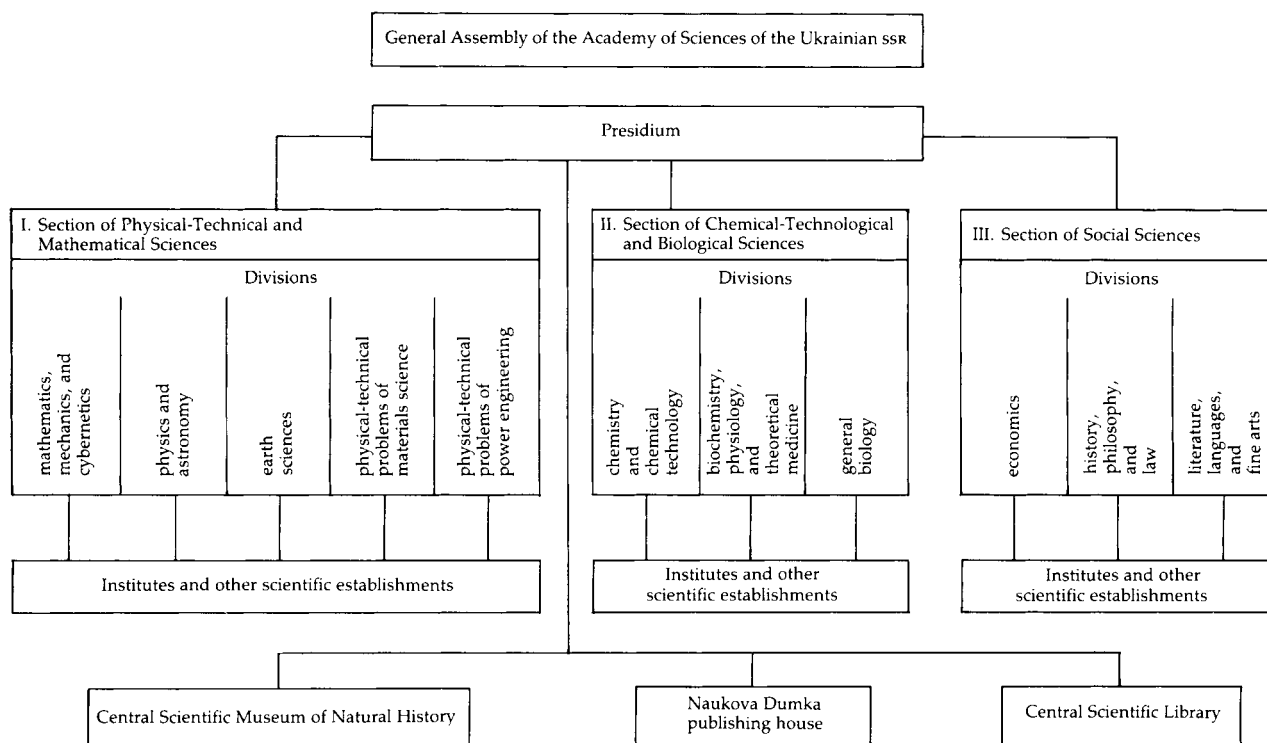 General Assembly of the Academy of Sciences of the Ukrainian SSR
Presidium
I. Section of Physical-Technical and
Mathematical Sciences
Divisions
mathematics,
mechanics, and
cybernetics
physics and
astronomy
earth
sciences
physical-technical
problems of
materials science
physical-technical
problems of
power engineering
Institutes and other scientific establishments
II. Section of Chemical-Technological
and Biological Sciences
Divisions
chemistry
and
chemical
technology
biochemistry,
physiology,
and
theoretical
medicine
general
biology
Institutes and other
scientific establishments
III. Section of Social Sciences
Divisions
economics
history,
philosophy,
and
law
literature,
languages,
and
fine arts
Institutes and other
scientific establishments
Central Scientific Museum of Natural History
Naukova Dumka
publishing house
Central Scientific Library